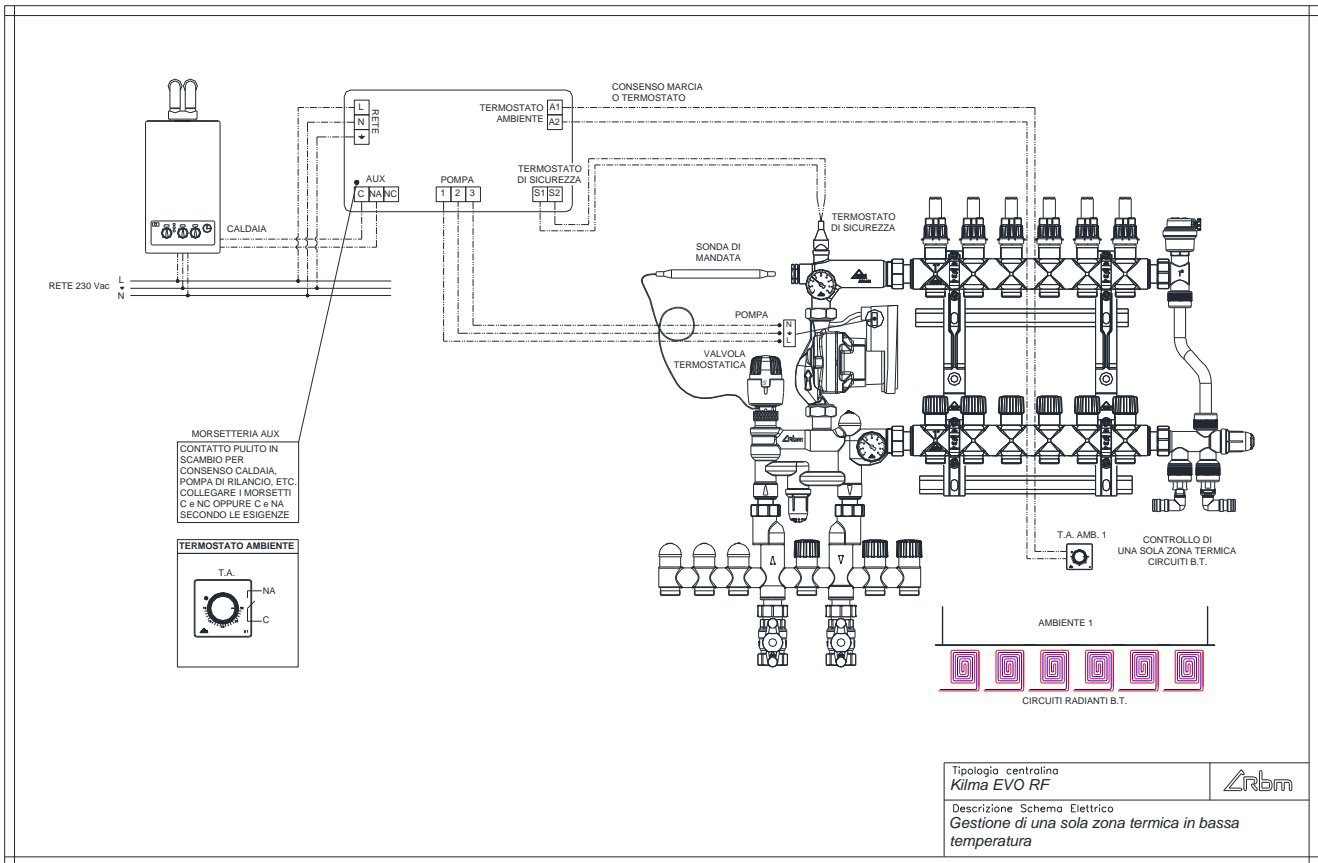 CONSENSO MARCIA
O TERMOSTATO
L
N
RETE
TERMOSTATO
AMBIENTE
A1
A2
AUX
C NA NC
POMPA
1 2 3
TERMOSTATO
DI SICUREZZA
S1 S2
CALDAIA
RETE 230 Vac
L
N
TERMOSTATO
DI SICUREZZA
SONDA DI
MANDATA
POMPA
N
L
VALVOLA
TERMOSTATICA
rbm
MORSETTERIA AUX
CONTATTO PULITO IN
SCAMBIO PER
CONSENSO CALDAIA,
POMPA DI RILANCIO, ETC.
COLLEGARE I MORSETTI
C e NC OPPURE C e NA
SECONDO LE ESIGENZE
TERMOSTATO AMBIENTE
T.A.
NA
C
T.A. AMB. 1
CONTROLLO DI
UNA SOLA ZONA TERMICA
CIRCUITI B.T.
AMBIENTE 1
CIRCUITI RADIANTI B.T.
Tipologia centralina
Kilma EVO RF
rbm
Descrizione Schema Elettrico
Gestione di una sola zona termica in bassa
temperatura